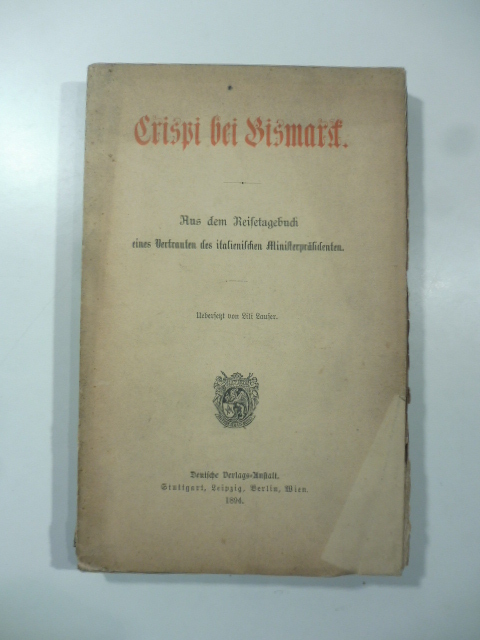 Crispi bei Bismarck.
Aus dem Reisetagebuch
eines Vertrauten des italienischen Ministerpräsidenten.
Uebersetzt von Lili Lauser.
Deutsche Verlags-Anstalt.
Stuttgart, Leipzig, Berlin, Wien.
1894.